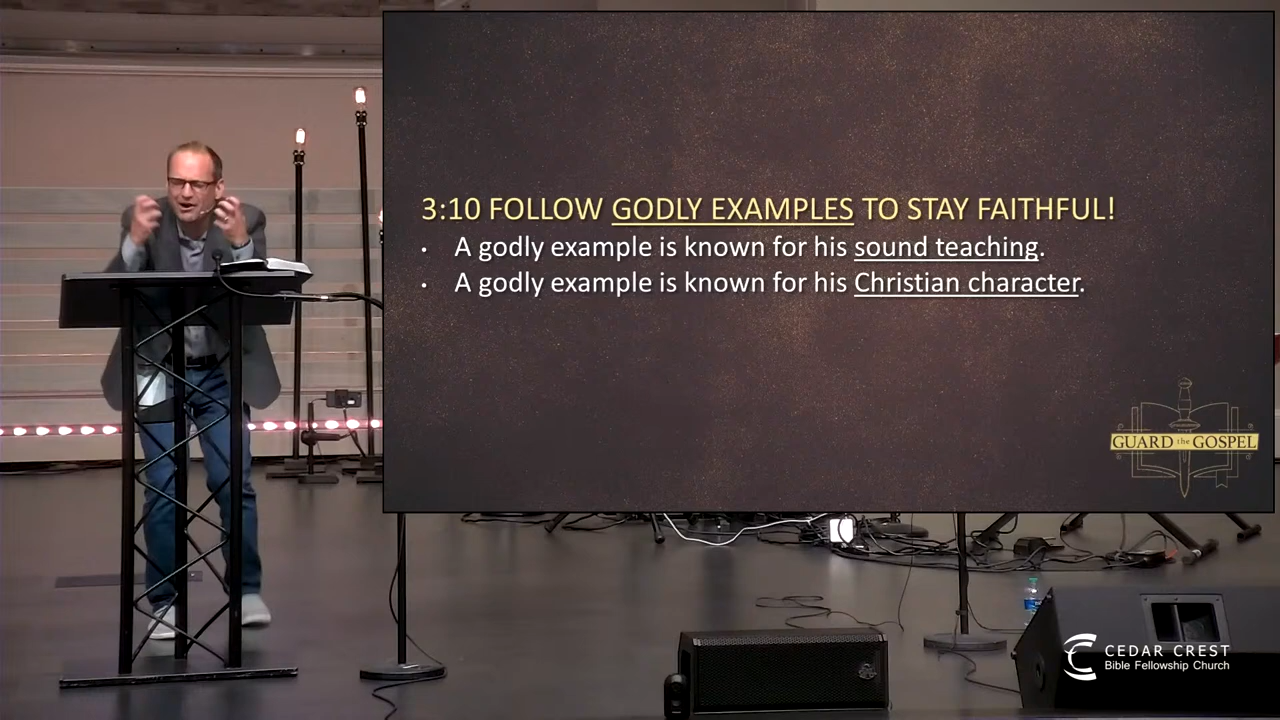 3:10 FOLLOW GODLY EXAMPLES TO STAY FAITHFUL!
• A godly example is known for his sound teaching.
• A godly example is known for his Christian character.
GUARD the GOSPEL
CEDAR CREST
Bible Fellowship Church